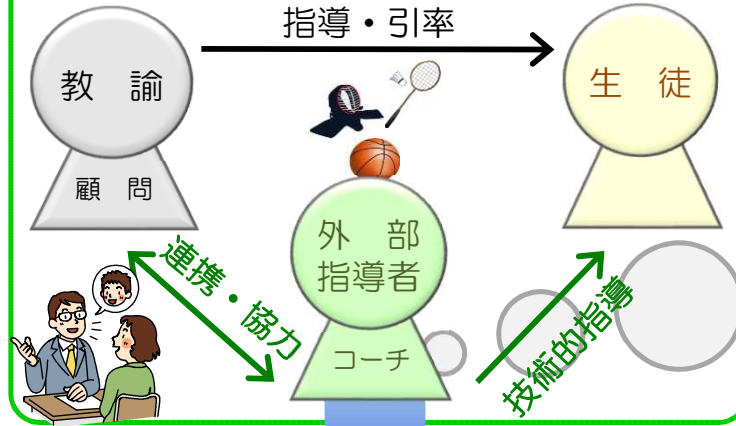 指導・引率
教　諭
顧　問
生　徒
外　部
指導者
コーチ
連携・協力
技術的指導